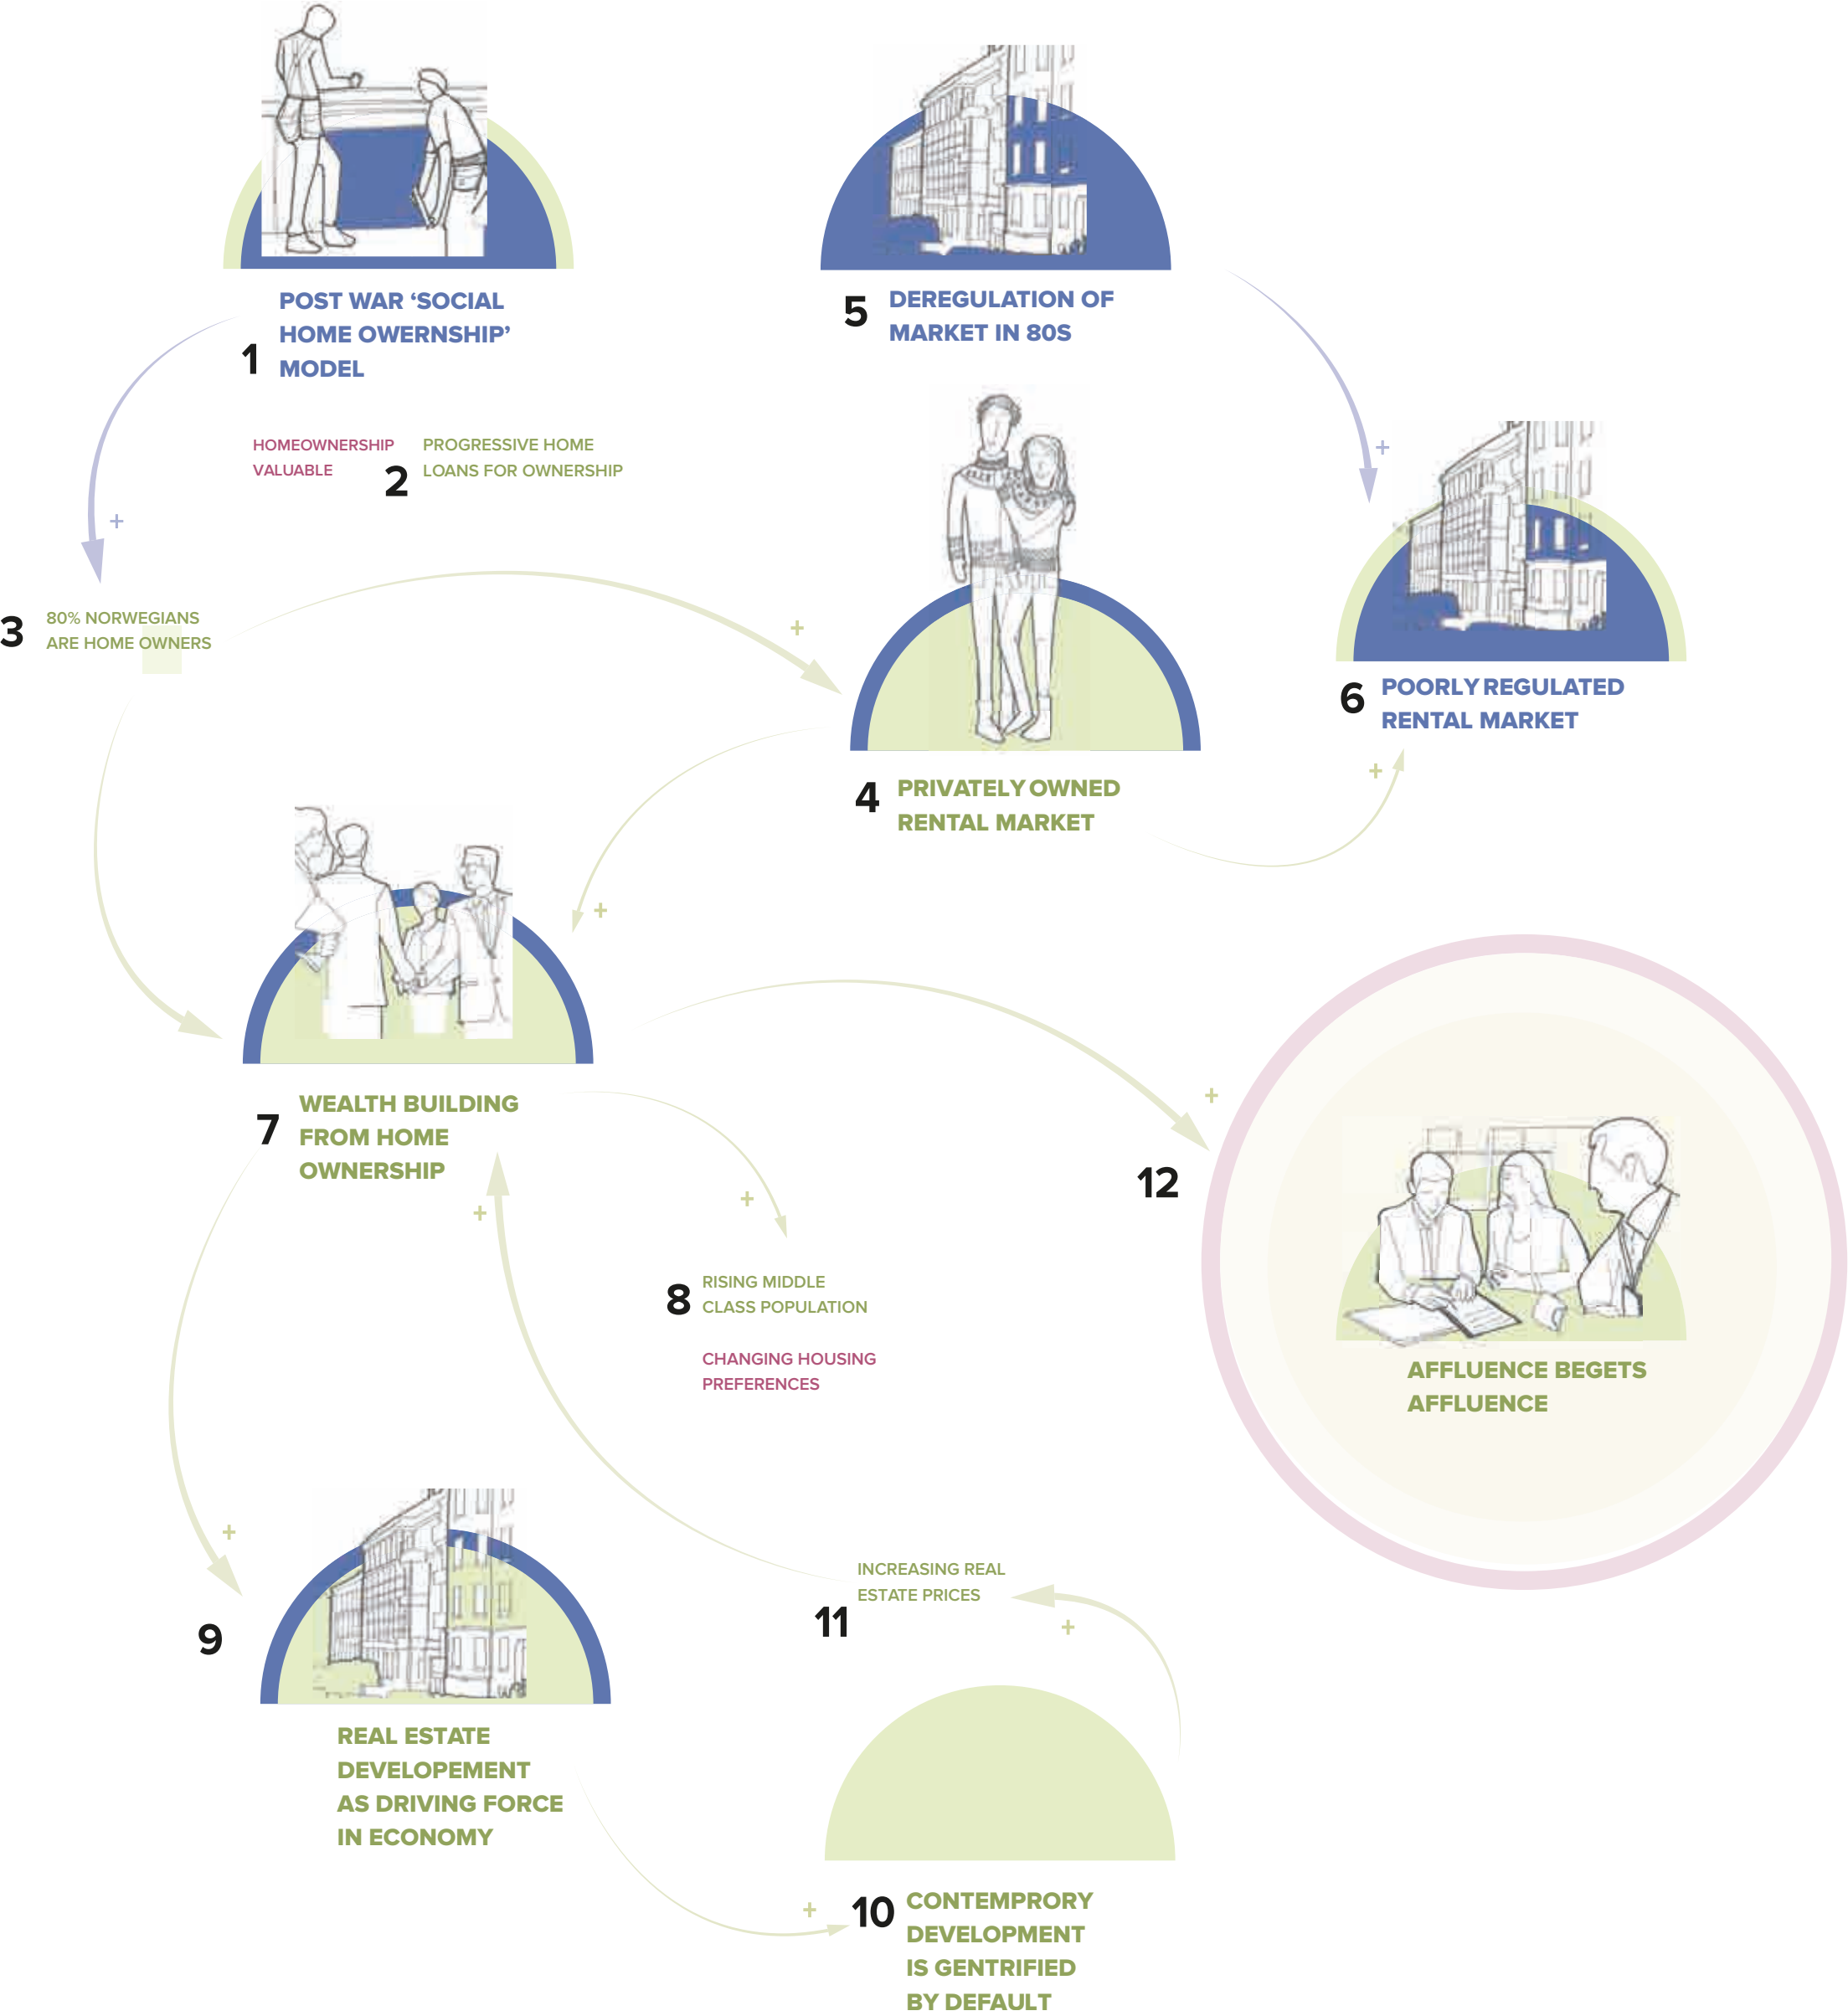 1
POST WAR ‘SOCIAL
HOME OWERNSHIP’
MODEL
HOMEOWNERSHIP
VALUABLE
2
PROGRESSIVE HOME
LOANS FOR OWNERSHIP
+
3
80% NORWEGIANS
ARE HOME OWNERS
+
4
PRIVATELY OWNED
RENTAL MARKET
5
DEREGULATION OF
MARKET IN 80S
+
6
POORLY REGULATED
RENTAL MARKET
+
+
7
WEALTH BUILDING
FROM HOME
OWNERSHIP
+
+
8
RISING MIDDLE
CLASS POPULATION
CHANGING HOUSING
PREFERENCES
+
9
REAL ESTATE
DEVELOPEMENT
AS DRIVING FORCE
IN ECONOMY
+
10
CONTEMPRORY
DEVELOPMENT
IS GENTRIFIED
BY DEFAULT
+
11
INCREASING REAL
ESTATE PRICES
+
12
AFFLUENCE BEGETS
AFFLUENCE